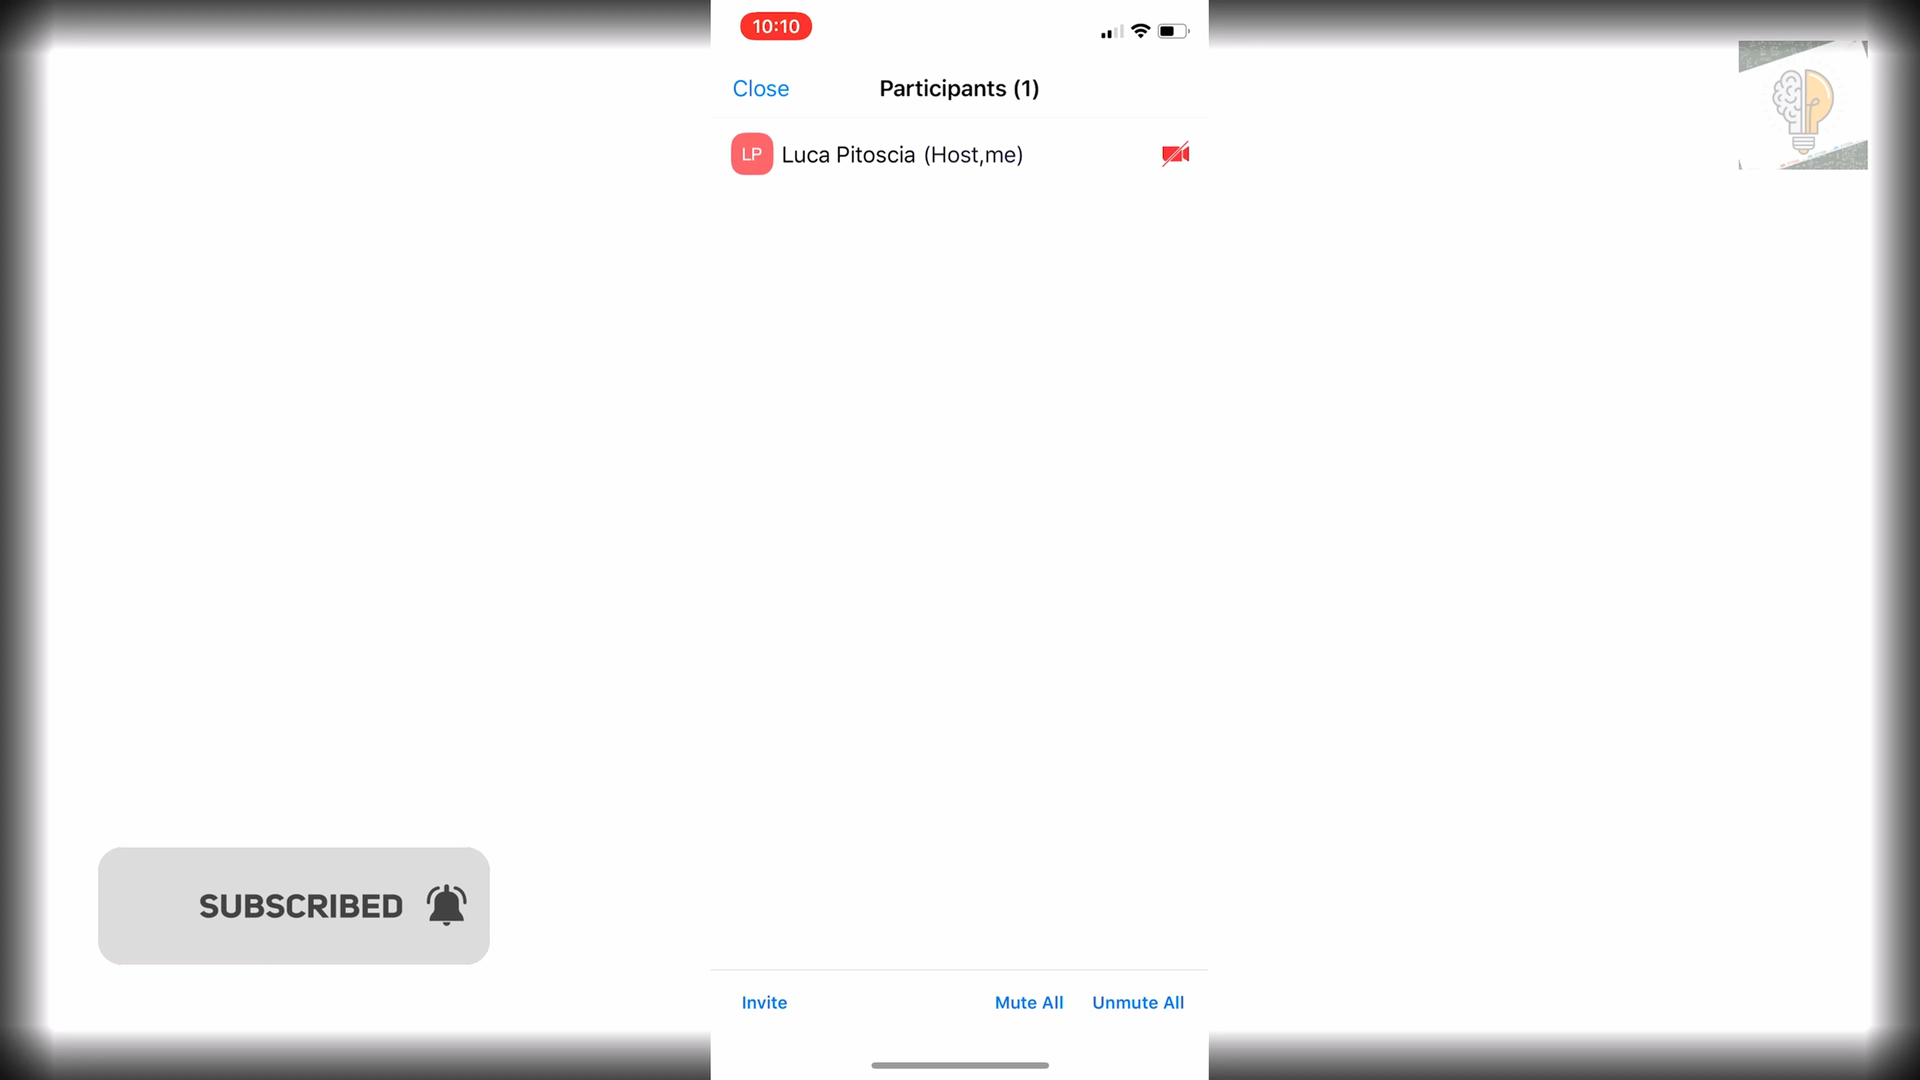 10:10
Close
Participants (1)
LP
Luca Pitoscia (Host,me)
SUBSCRIBED
Invite
Mute All
Unmute All